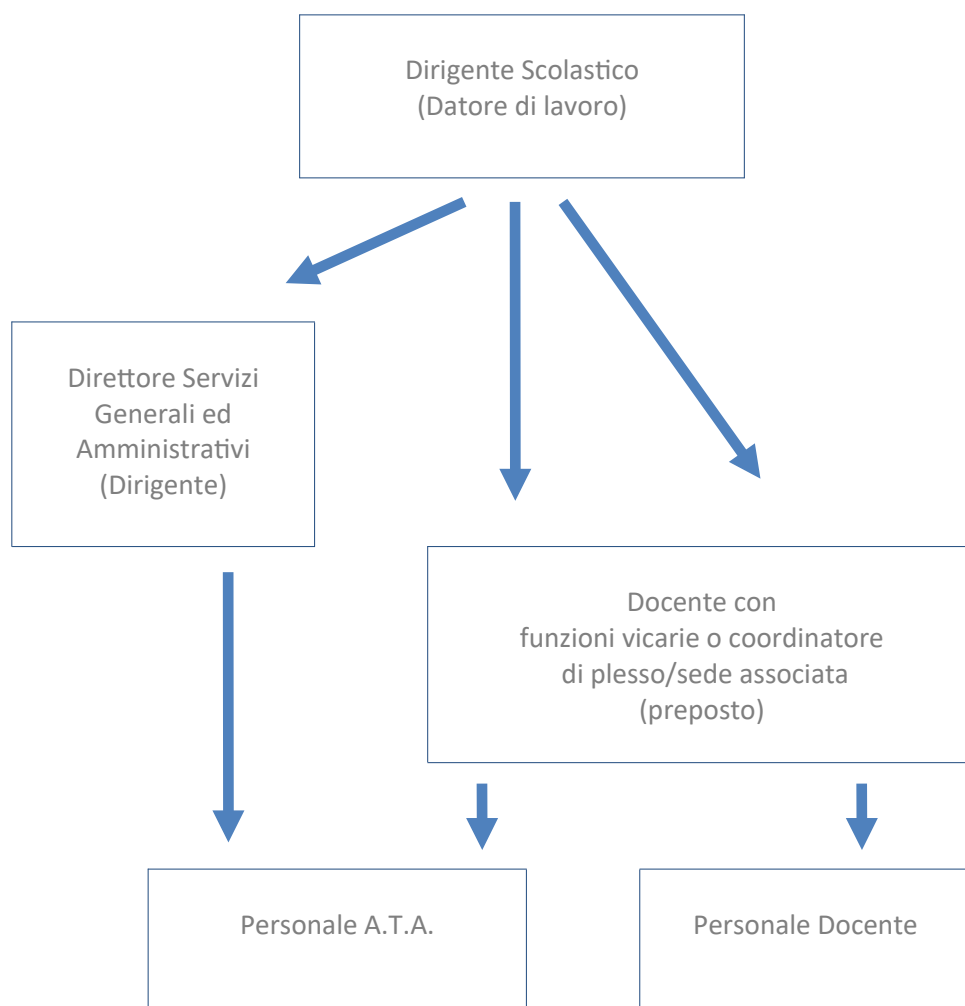 Dirigente Scolastico
(Datore di lavoro)
Direttore Servizi
Generali ed
Amministrativi
(Dirigente)
Docente con
funzioni vicarie o coordinatore
di plesso/sede associata
(preposto)
Personale A.T.A.
Personale Docente